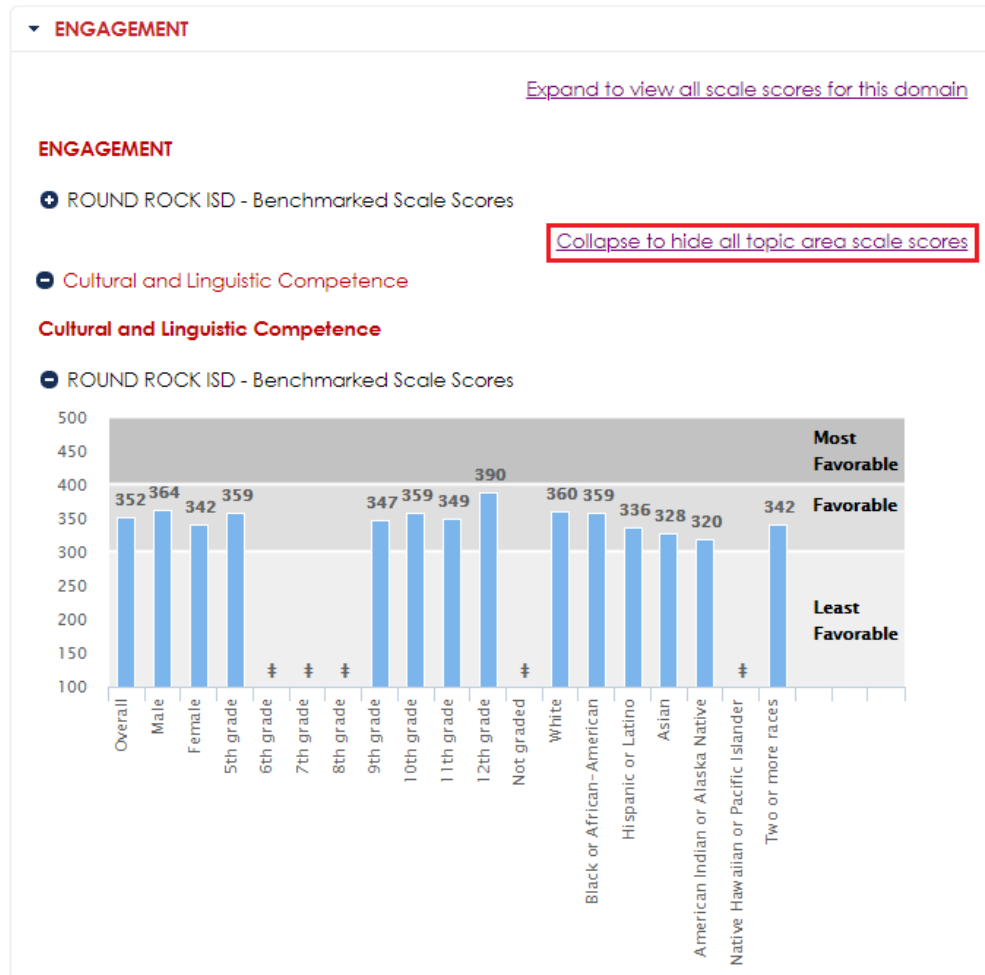 ENGAGEMENT
Expand to view all scale scores for this domain
ENGAGEMENT
ROUND ROCK ISD - Benchmarked Scale Scores
Collapse to hide all topic area scale scores
Cultural and Linguistic Competence
Cultural and Linguistic Competence
ROUND ROCK ISD - Benchmarked Scale Scores
500
450
400
350
300
250
200
150
100
352
364
342
359
‡
‡
‡
347
359
349
390
‡
360
359
336
328
320
‡
342
Most
Favorable
Favorable
Least
Favorable
Overall
Male
Female
5th grade
6th grade
7th grade
8th grade
9th grade
10th grade
11th grade
12th grade
Not graded
White
Black or African-American
Hispanic or Latino
Asian
American Indian or Alaska Native
Native Hawaiian or Pacific Islander
Two or more races